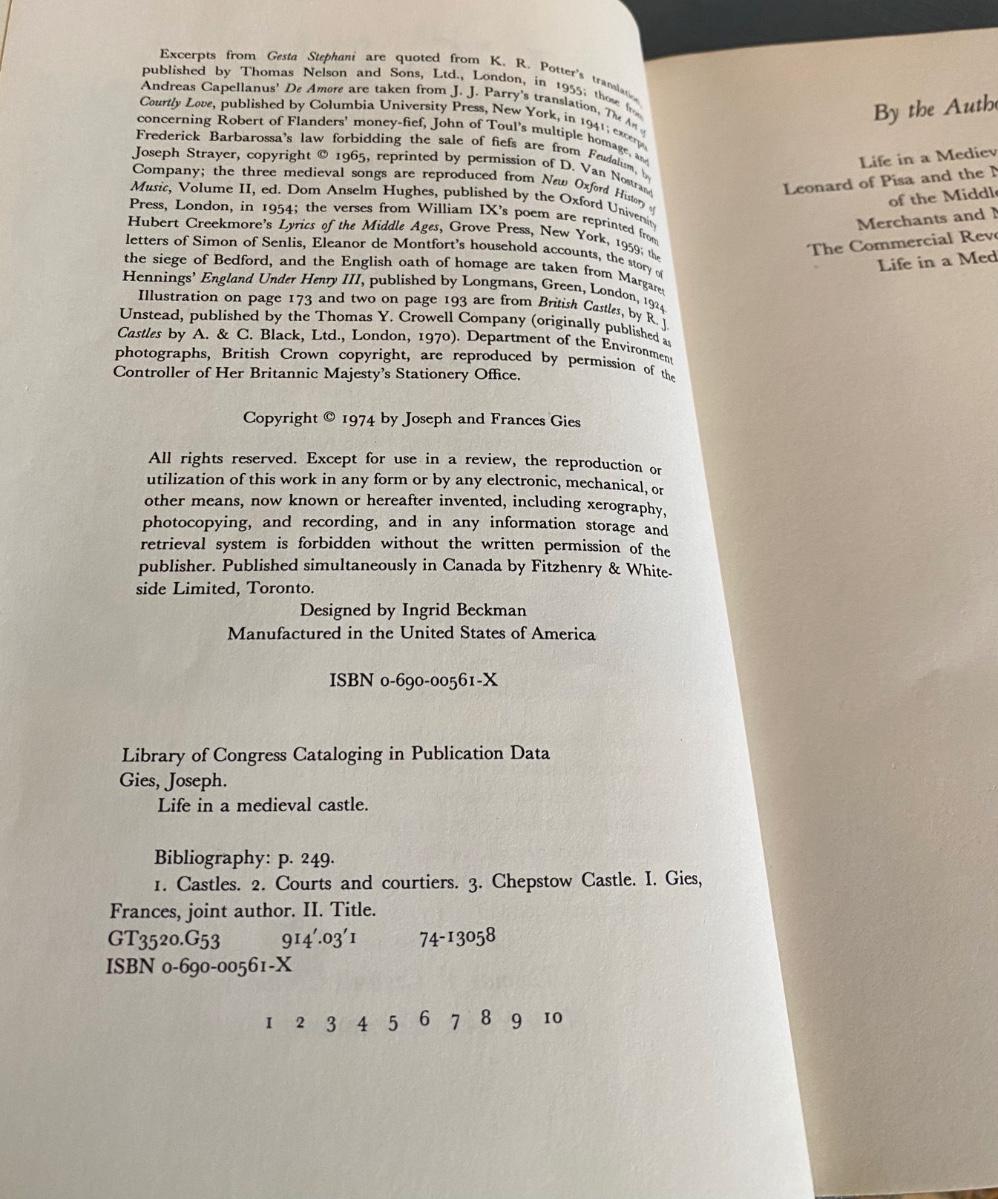 Excerpts from Gesta Stephani are quoted from K. R. Potter's translation,
published by Thomas Nelson and Sons, Ltd., London, in 1955; those from
Andreas Capellanus' De Amore are taken from J. J. Parry's translation, The Art of
Courtly Love, published by Columbia University Press, New York, in 1941; excerpts
concerning Robert of Flanders' money-fief, John of Toul's multiple homage, and
Frederick Barbarossa's law forbidding the sale of fiefs are from Feudalism, by
Joseph Strayer, copyright © 1965, reprinted by permission of D. Van Nostrand
Company; the three medieval songs are reproduced from New Oxford History of
Music, Volume II, ed. Dom Anselm Hughes, published by the Oxford University
Press, London, in 1954; the verses from William IX's poem are reprinted from
Hubert Creekmore's Lyrics of the Middle Ages, Grove Press, New York, 1959; the
letters of Simon of Senlis, Eleanor de Montfort's household accounts, the story of
the siege of Bedford, and the English oath of homage are taken from Margaret
Hennings' England Under Henry III, published by Longmans, Green, London, 1924.
Illustration on page 173 and two on page 193 are from British Castles, by R. J.
Unstead, published by the Thomas Y. Crowell Company (originally published as
Castles by A. & C. Black, Ltd., London, 1970). Department of the Environment
photographs, British Crown copyright, are reproduced by permission of the
Controller of Her Britannic Majesty's Stationery Office.
Copyright © 1974 by Joseph and Frances Gies
All rights reserved. Except for use in a review, the reproduction or
utilization of this work in any form or by any electronic, mechanical, or
other means, now known or hereafter invented, including xerography,
photocopying, and recording, and in any information storage and
retrieval system is forbidden without the written permission of the
publisher. Published simultaneously in Canada by Fitzhenry & White-
side Limited, Toronto.
Designed by Ingrid Beckman
Manufactured in the United States of America
ISBN 0-690-00561-X
Library of Congress Cataloging in Publication Data
Gies, Joseph.
Life in a medieval castle.
Bibliography: p. 249.
1. Castles. 2. Courts and courtiers. 3. Chepstow Castle. I. Gies,
Frances, joint author. II. Title.
GT3520.G53 914'.03'1 74-13058
ISBN 0-690-00561-X
1 2 3 4 5 6 7 8 9 10
By the Autho
Life in a Mediev
Leonard of Pisa and the
of the Middle
Merchants and
The Commercial Revo
Life in a Med